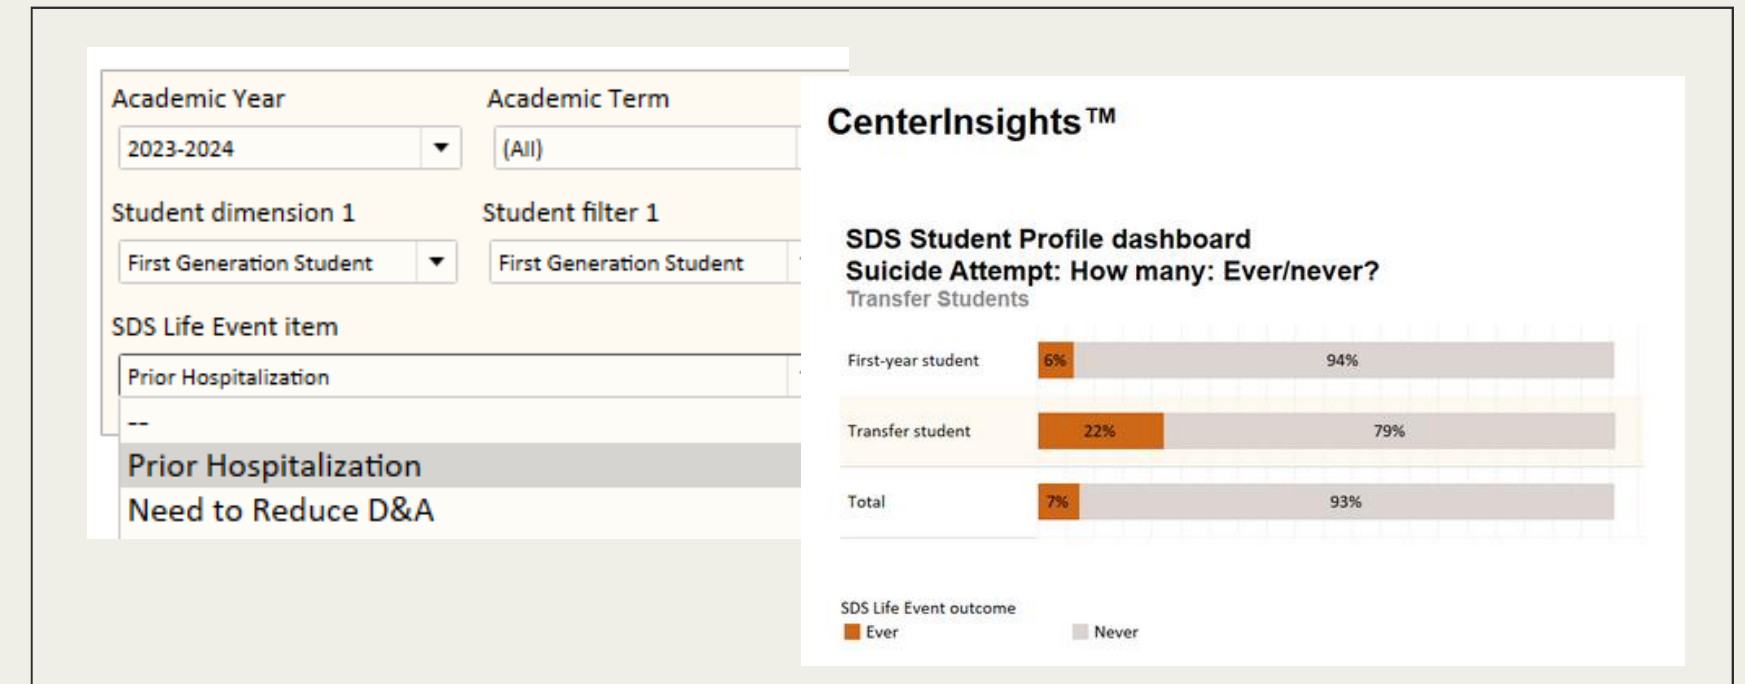 Academic Year
Academic Term
2023-2024
(All)
Student dimension 1
Student filter 1
First Generation Student
First Generation Student
SDS Life Event item
Prior Hospitalization
--
Prior Hospitalization
Need to Reduce D&A
CenterInsights™
SDS Student Profile dashboard
Suicide Attempt: How many: Ever/never?
Transfer Students
First-year student 6% 94%
Transfer student 22% 79%
Total 7% 93%
SDS Life Event outcome
Ever Never